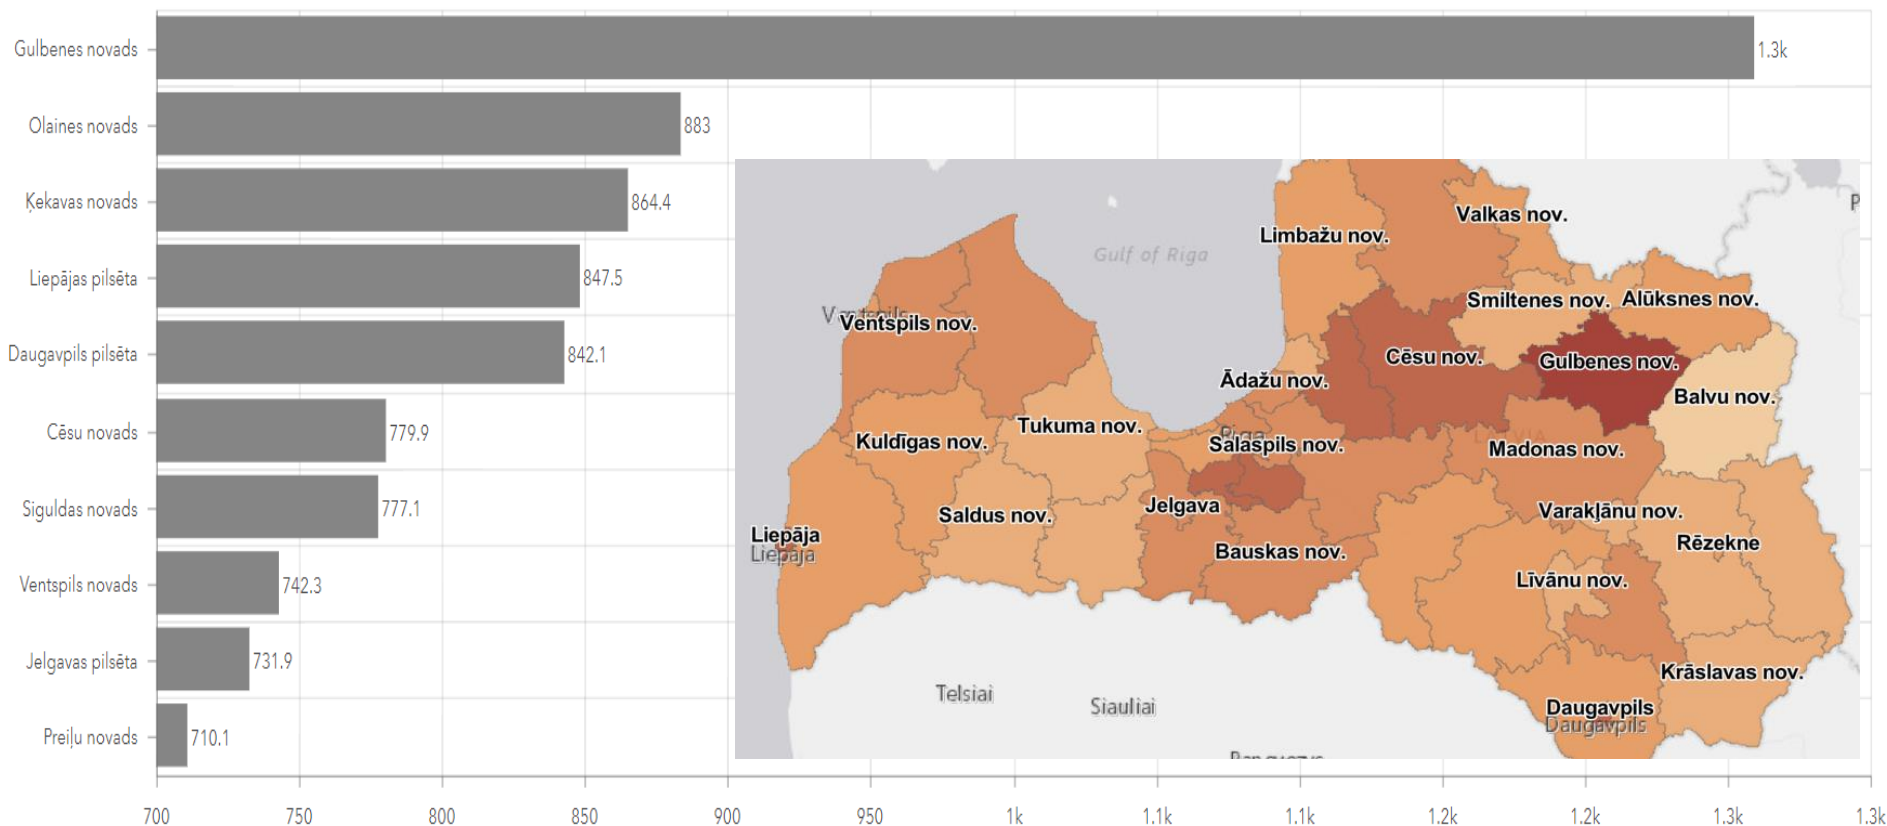 Gulbenes novads
1.3k
Olaines novads
883
Ķekavas novads
864.4
Liepājas pilsēta
847.5
Daugavpils pilsēta
842.1
Cēsu novads
779.9
Siguldas novads
777.1
Ventspils novads
742.3
Jelgavas pilsēta
731.9
Preiļu novads
710.1
700 750 800 850 900 950 1k 1.1k 1.1k 1.2k 1.2k 1.3k 1.3k
P
Valkas nov.
Limbažu nov.
Gulf of Riga
Smiltenes nov. Alūksnes nov.
Ventspils
Ventspils nov.
Cēsu nov.
Gulbenes nov.
Ādažu nov.
Balvu nov.
Tukuma nov.
Riga
Kuldīgas nov.
Salaspils nov.
LATVIA
Madonas nov.
Jelgava
Saldus nov.
Varakļānu nov.
Liepāja
Liepāja
Rēzekne
Bauskas nov.
Līvānu nov.
Krāslavas nov.
Telsiai
Siauliai
Daugavpils
Daugavpils